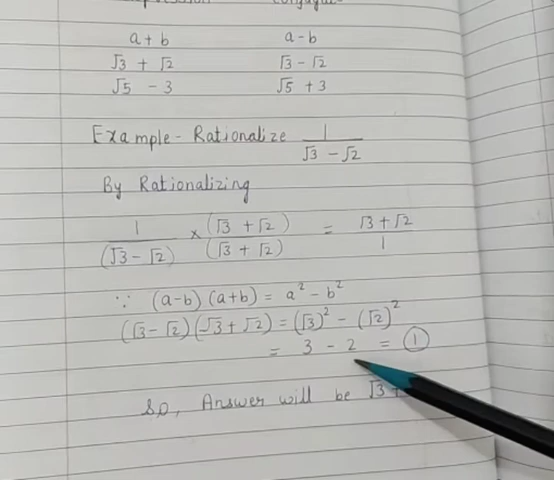 a + b a - b
√3 + √2 √3 - √2
√5 - 3 √5 + 3
Example - Rationalize 1/(√3 - √2)
By Rationalizing
1/(√3 - √2) × (√3 + √2)/(√3 + √2) = (√3 + √2)/1
∵ (a-b) (a+b) = a² - b²
(√3 - √2)(√3 + √2) = (√3)² - (√2)²
= 3 - 2 = ①
So, Answer will be √3 +